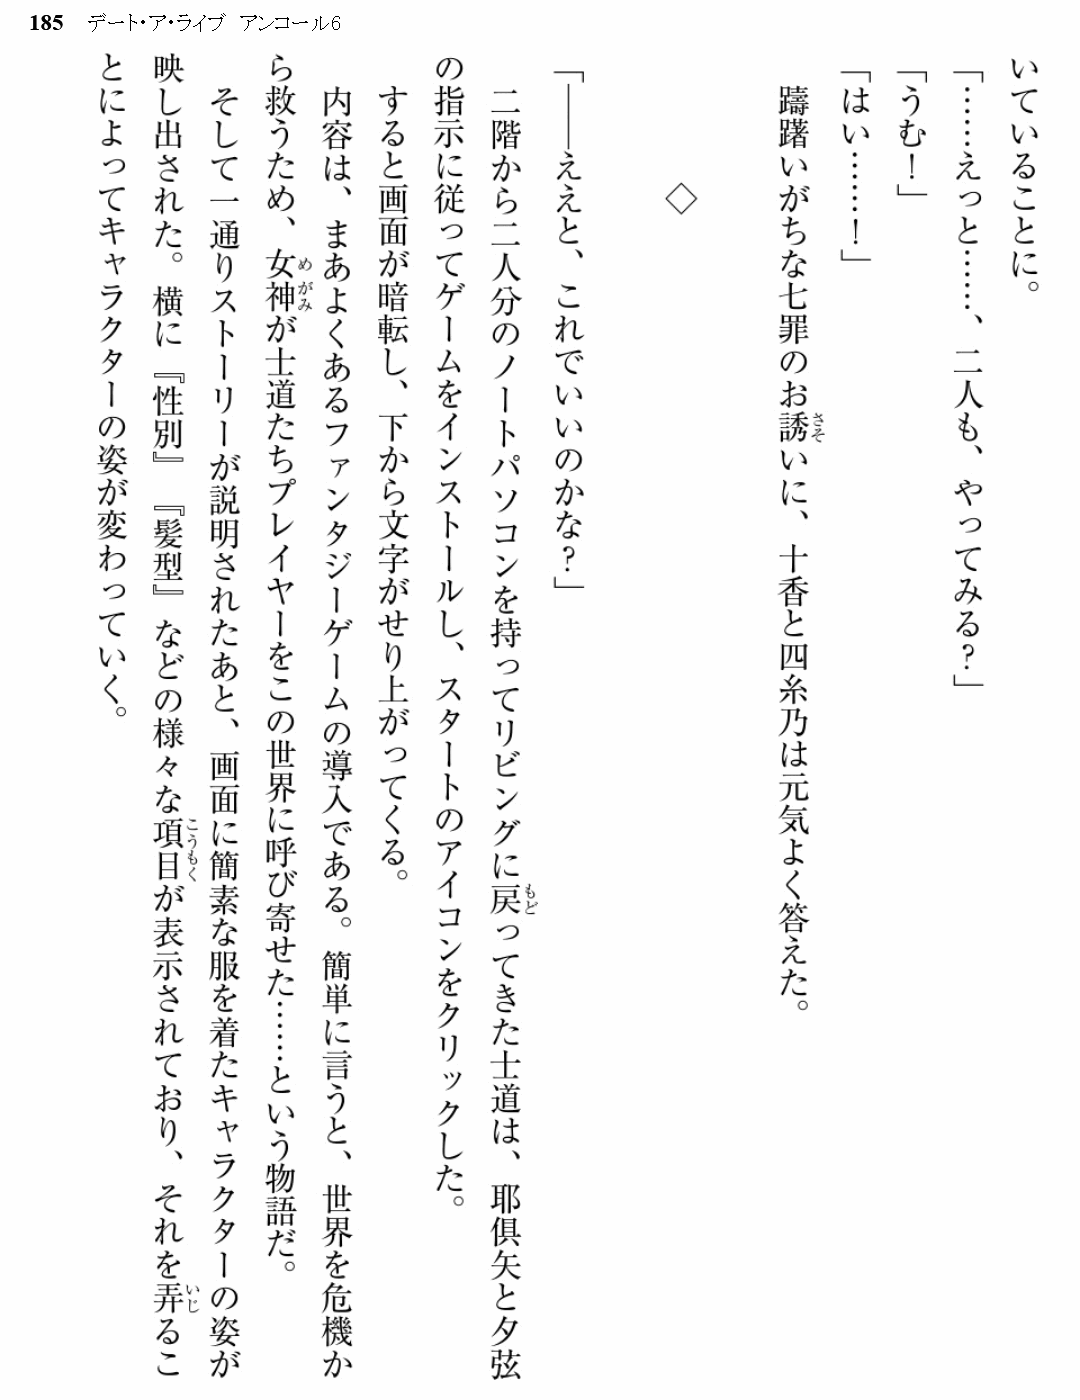 185 デート・ア・ライブ アンコール6
いていることに。
「……えっと……、二人も、やってみる?」
「うむ!」
「はい……!」
　躊躇いがちな七罪のお誘いに、十香と四糸乃は元気よく答えた。
◇
「――ええと、これでいいのかな?」
　二階から二人分のノートパソコンを持ってリビングに戻ってきた士道は、耶倶矢と夕弦
の指示に従ってゲームをインストールし、スタートのアイコンをクリックした。
　すると画面が暗転し、下から文字がせり上がってくる。
　内容は、まあよくあるファンタジーゲームの導入である。簡単に言うと、世界を危機か
ら救うため、女神が士道たちプレイヤーをこの世界に呼び寄せた……という物語だ。
　そして一通りストーリーが説明されたあと、画面に簡素な服を着たキャラクターの姿が
映し出された。横に『性別』『髪型』などの様々な項目が表示されており、それを弄るこ
とによってキャラクターの姿が変わっていく。